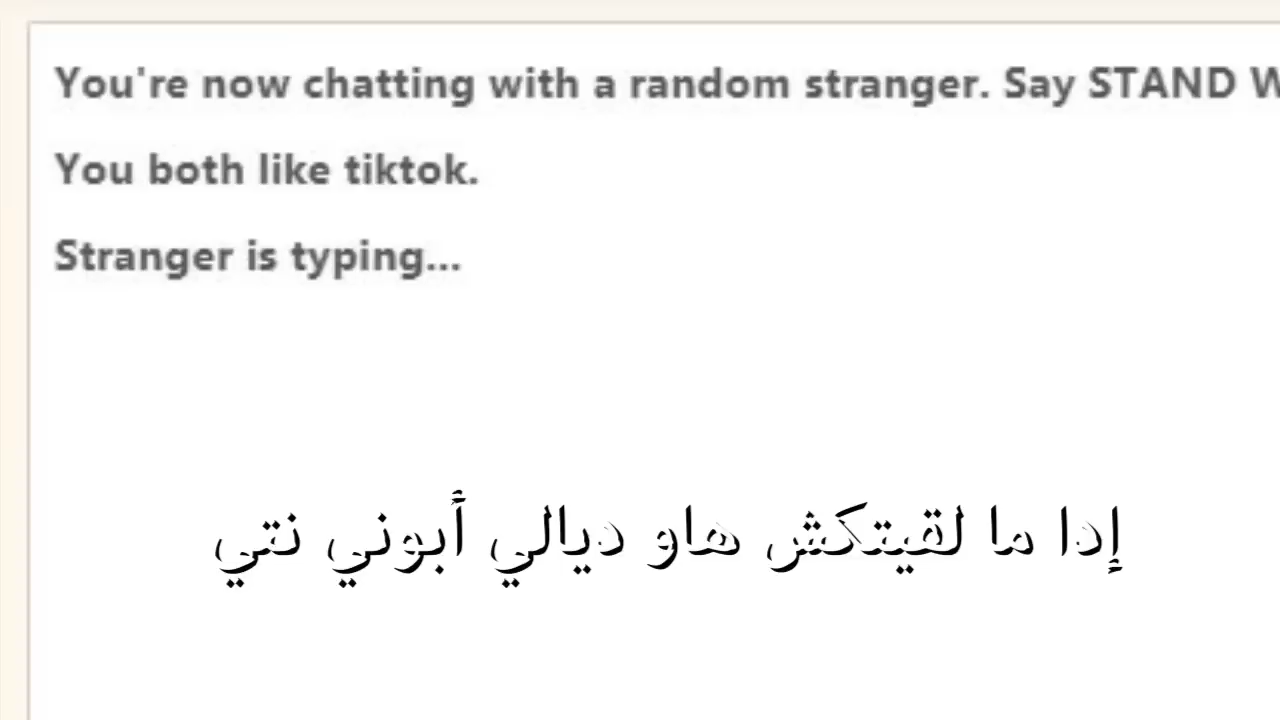 You're now chatting with a random stranger. Say STAND
You both like tiktok.
Stranger is typing...
إدا ما لقيتكش هاو ديالي أبوني نتي